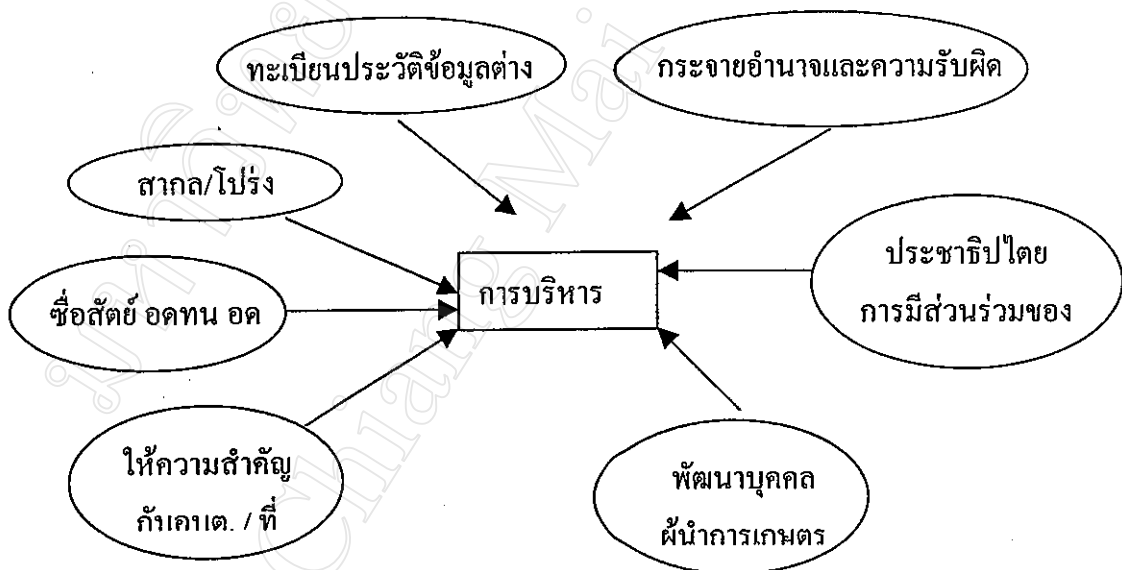 ทะเบียนประวัติข้อมูลต่าง
กระจายอำนาจและความรับผิด
สากล/โปร่ง
ประชาธิปไตย
การมีส่วนร่วมของ
การบริหาร
ซื่อสัตย์ อดทน อด
ให้ความสำคัญ
กับอบต. / ที่
พัฒนาบุคคล
ผู้นำการเกษตร
Chiang Mai